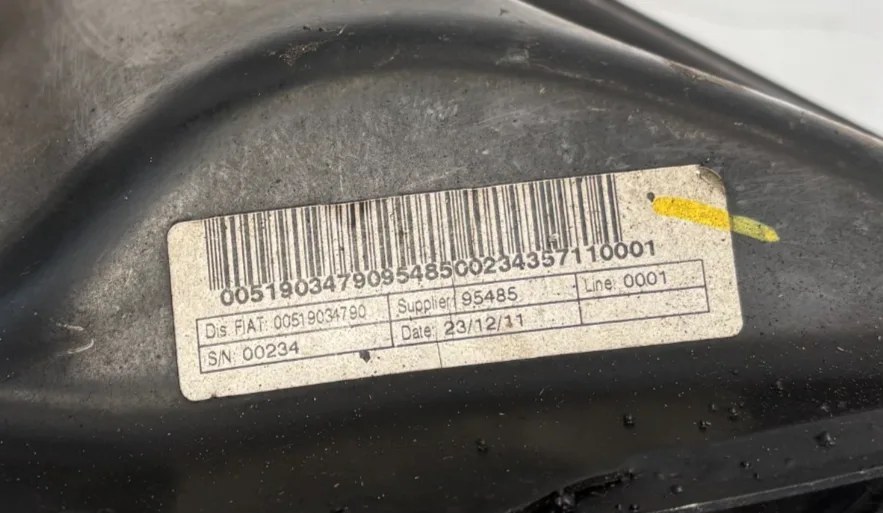 005190347909548500234357110001
Dis. FIAT: 00519034790 Supplier: 95485 Line: 0001
S/N: 00234 Date: 23/12/11